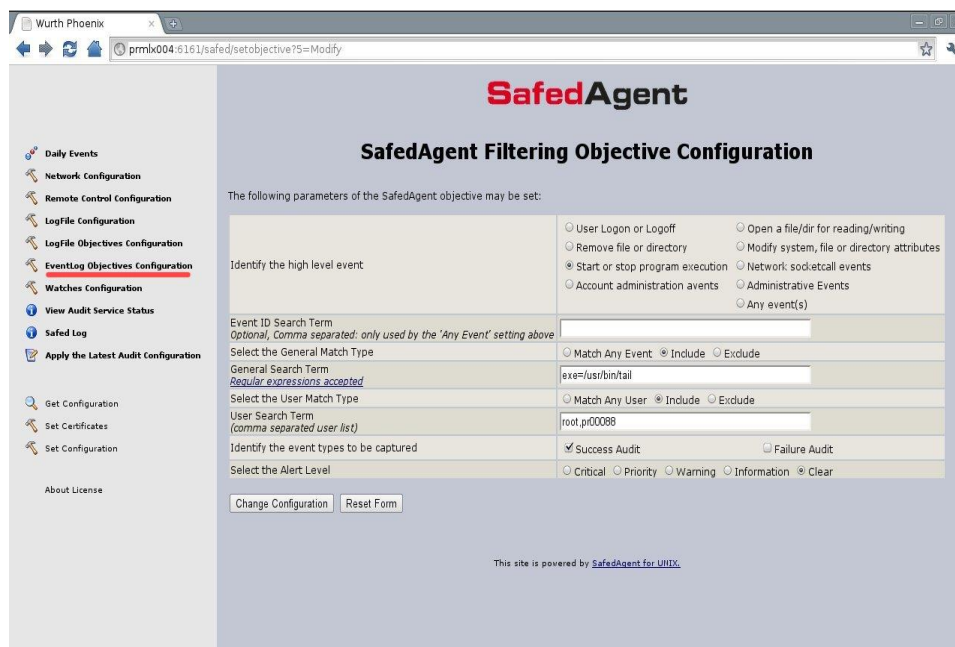 Wurth Phoenix
prmlx004:6161/safed/setobjective?5=Modify
SafedAgent
SafedAgent Filtering Objective Configuration
Daily Events
Network Configuration
Remote Control Configuration
LogFile Configuration
LogFile Objectives Configuration
EventLog Objectives Configuration
Watches Configuration
View Audit Service Status
Safed Log
Apply the Latest Audit Configuration
Get Configuration
Set Certificates
Set Configuration
About License
The following parameters of the SafedAgent objective may be set:
Identify the high level event
User Logon or Logoff
Open a file/dir for reading/writing
Remove file or directory
Modify system, file or directory attributes
Start or stop program execution
Network socketcall events
Account administration avents
Administrative Events
Any event(s)
Event ID Search Term
Optional, Comma separated: only used by the 'Any Event' setting above
Select the General Match Type
Match Any Event Include Exclude
General Search Term
Regular expressions accepted
exe=/usr/bin/tail
Select the User Match Type
Match Any User Include Exclude
User Search Term
(comma separated user list)
root,pr00088
Identify the event types to be captured
Success Audit Failure Audit
Select the Alert Level
Critical Priority Warning Information Clear
Change Configuration Reset Form
This site is powered by SafedAgent for UNIX.